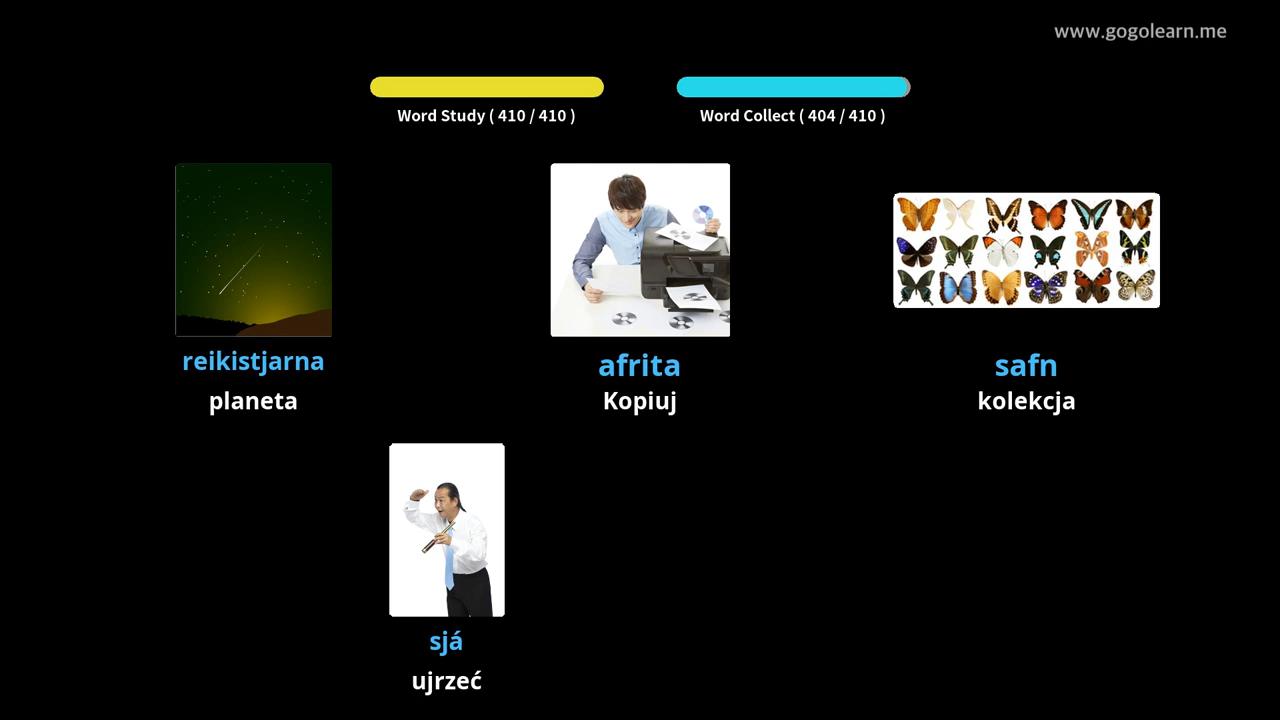 www.gogolearn.me
Word Study ( 410 / 410 )
Word Collect ( 404 / 410 )
reikistjarna
planeta
afrita
Kopiuj
safn
kolekcja
sjá
ujrzeć